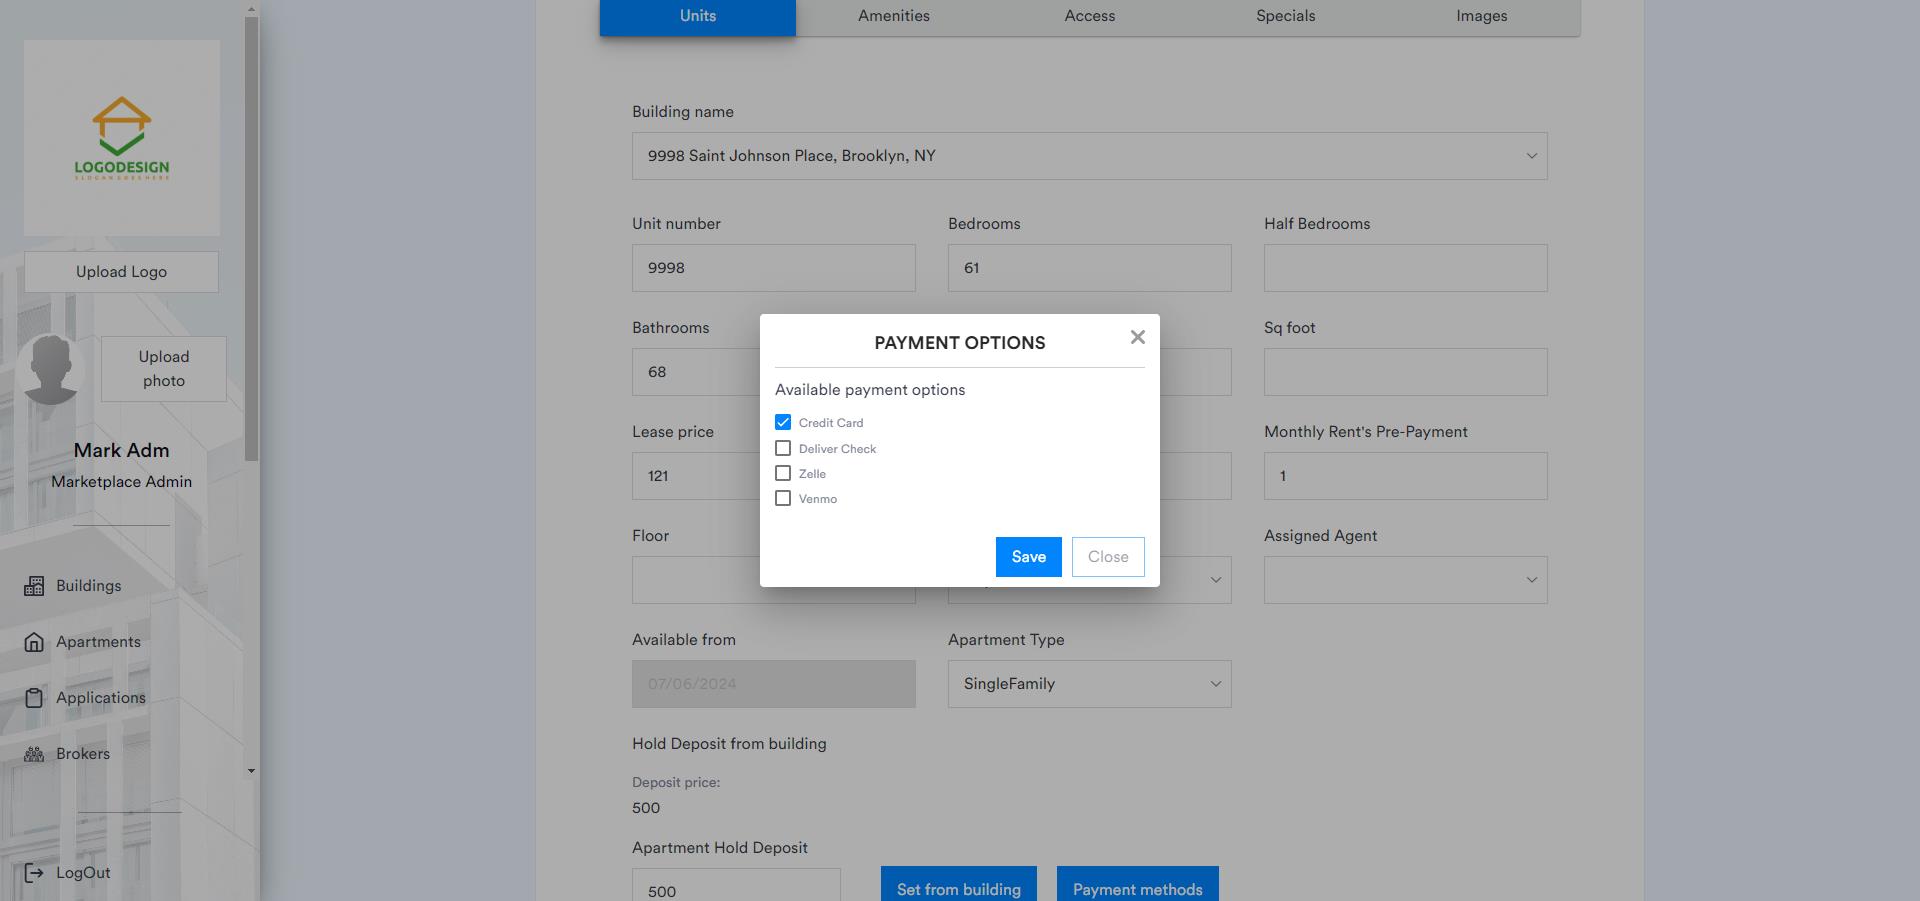 Units
Amenities
Access
Specials
Images
LOGODESIGN
SLOGAN GOES HERE
Upload Logo
Upload
photo
Mark Adm
Marketplace Admin
Buildings
Apartments
Applications
Brokers
LogOut
Building name
9998 Saint Johnson Place, Brooklyn, NY
Unit number
Bedrooms
Half Bedrooms
9998
61
Bathrooms
Sq foot
68
Lease price
Monthly Rent's Pre-Payment
121
1
Floor
Assigned Agent
PAYMENT OPTIONS
Available payment options
Credit Card
Deliver Check
Zelle
Venmo
Save
Close
Available from
Apartment Type
07/06/2024
SingleFamily
Hold Deposit from building
Deposit price:
500
Apartment Hold Deposit
500
Set from building
Payment methods